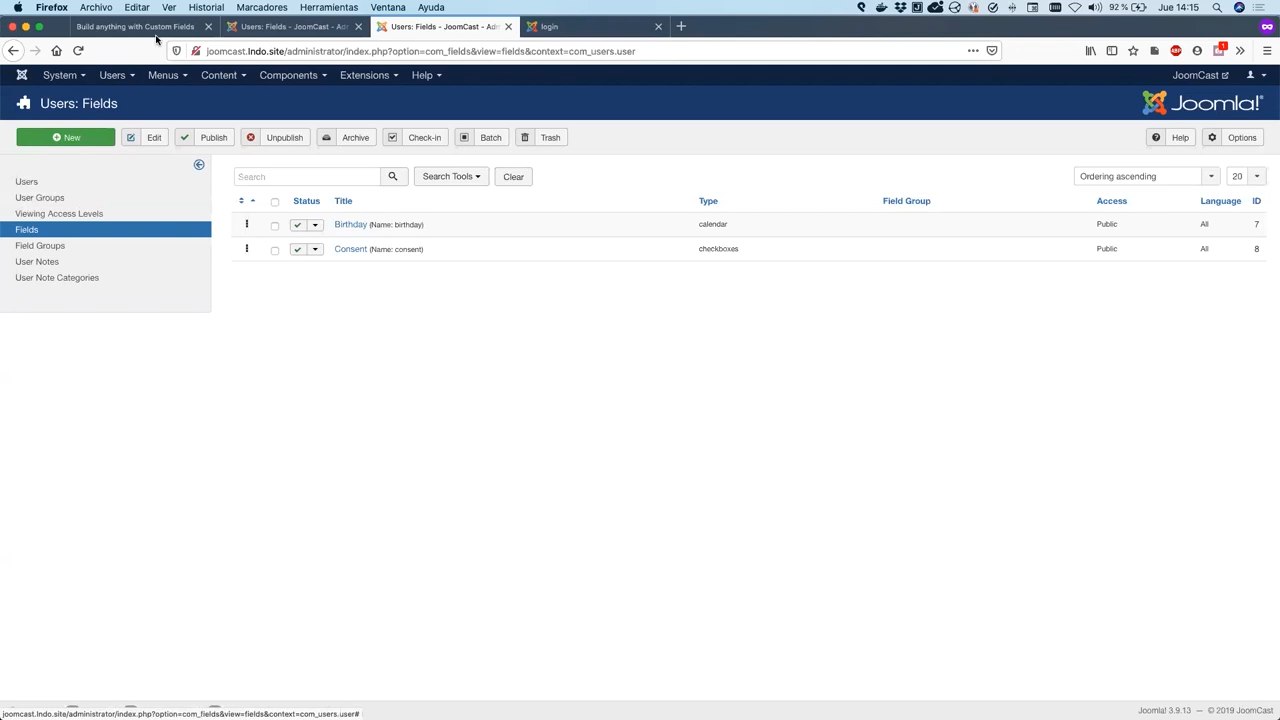 Firefox Archivo Editar Ver Historial Marcadores Herramientas Ventana Ayuda 92 % Jue 14:15
Build anything with Custom Fields Users: Fields - JoomCast - Ad Users: Fields - JoomCast - Adm login
joomcast.lndo.site/administrator/index.php?option=com_fields&view=fields&context=com_users.user 1
System Users Menus Content Components Extensions Help JoomCast
Users: Fields Joomla!®
New Edit Publish Unpublish Archive Check-in Batch Trash Help Options
Search Search Tools Clear Ordering ascending 20
Users
User Groups
Viewing Access Levels
Fields
Field Groups
User Notes
User Note Categories
Status Title Type Field Group Access Language ID
Birthday (Name: birthday) calendar Public All 7
Consent (Name: consent) checkboxes Public All 8
joomcast.lndo.site/administrator/index.php?option=com_fields&view=fields&context=com_users.user#
Joomla! 3.9.13 — © 2019 JoomCast